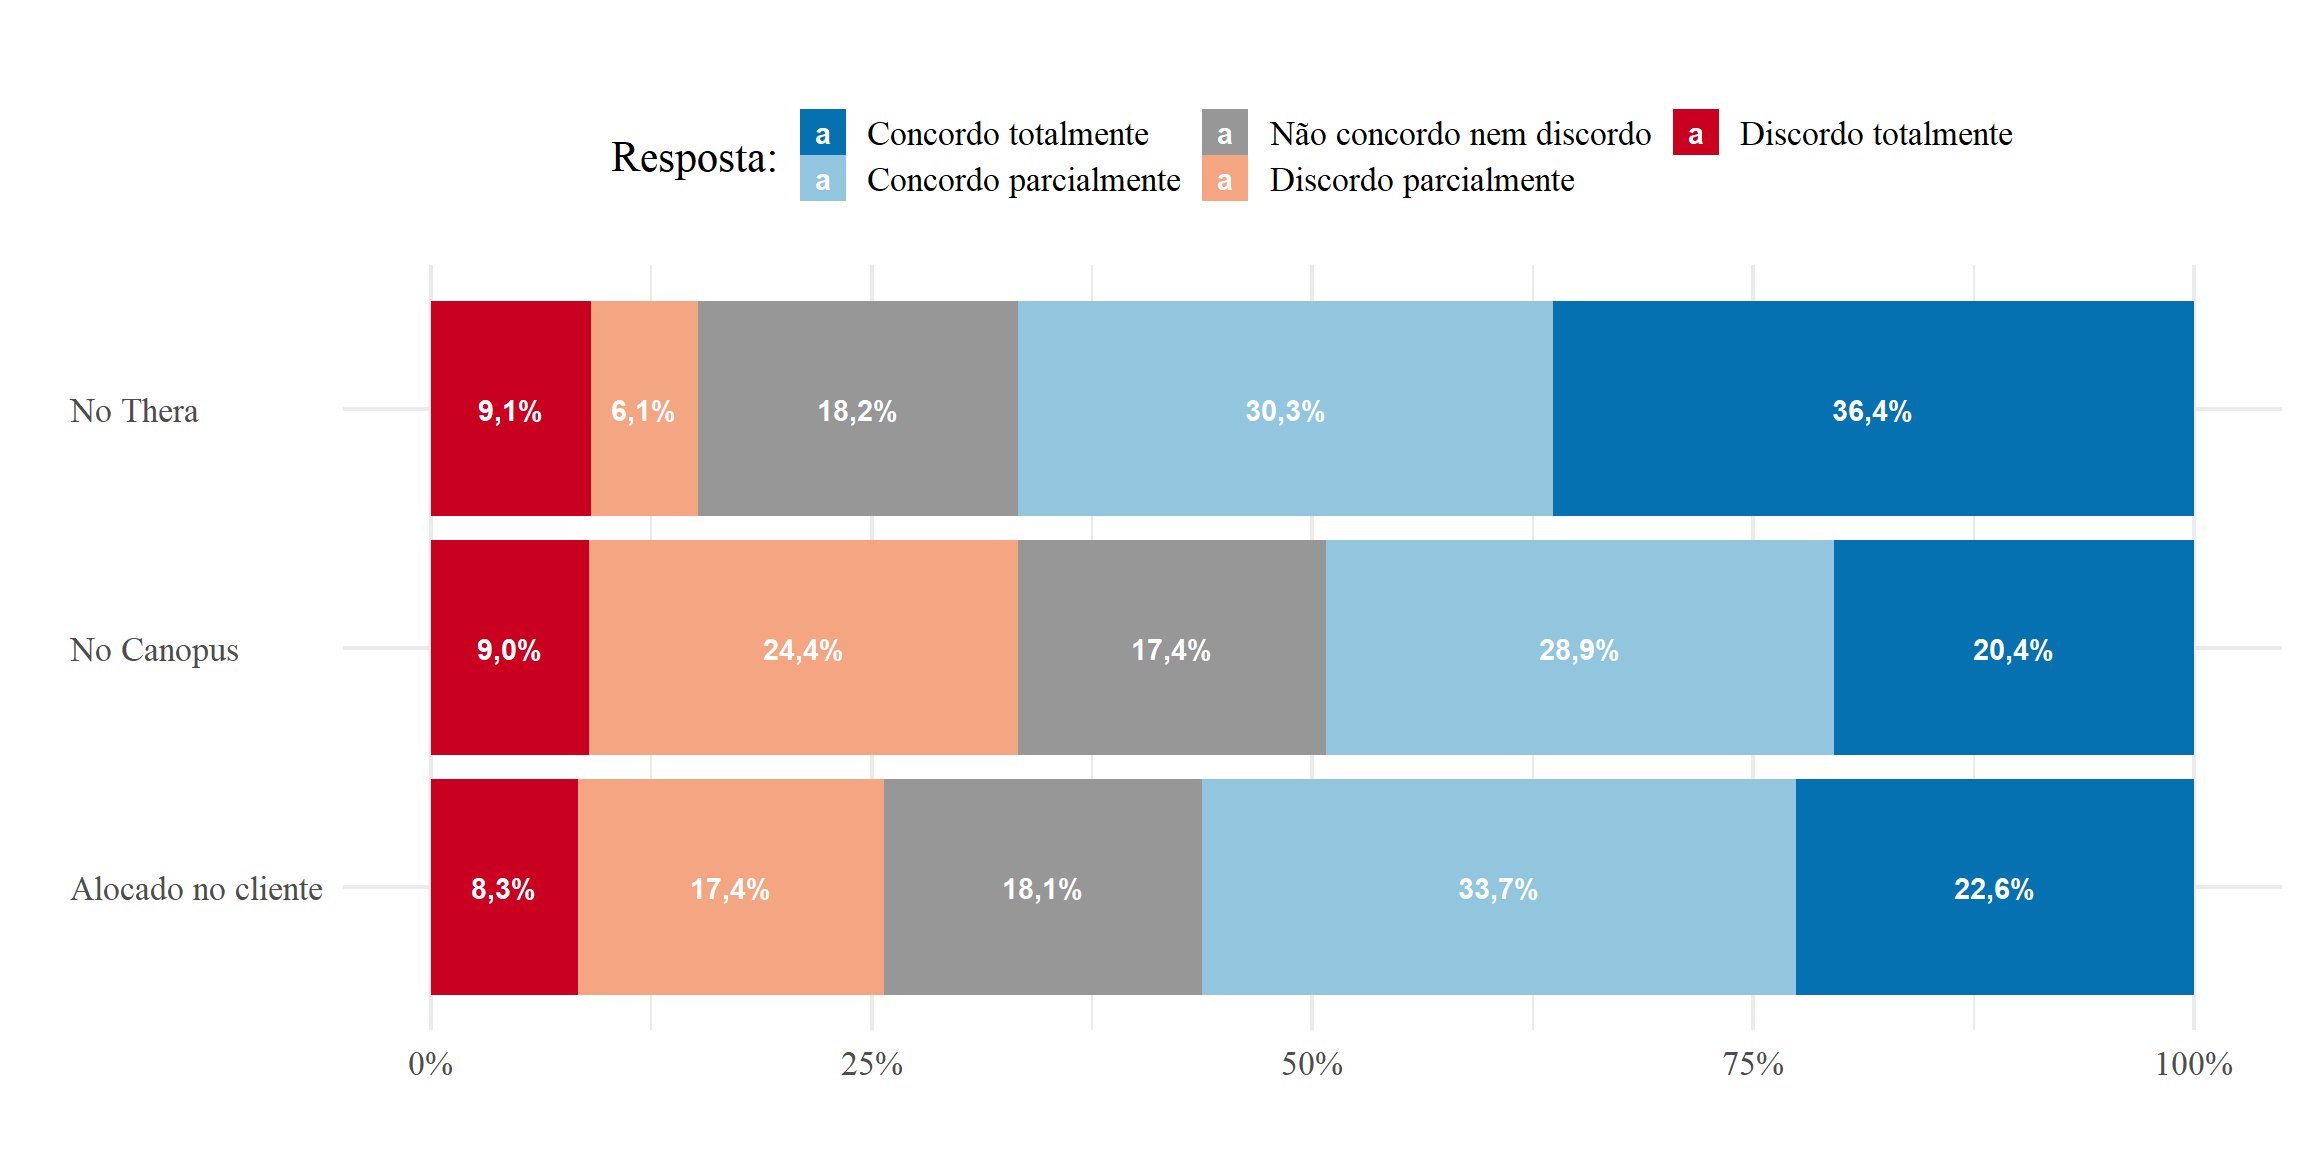 Resposta:
a Concordo totalmente
a Não concordo nem discordo
a Discordo totalmente
a Concordo parcialmente
a Discordo parcialmente
No Thera
9,1% 6,1% 18,2% 30,3% 36,4%
No Canopus
9,0% 24,4% 17,4% 28,9% 20,4%
Alocado no cliente
8,3% 17,4% 18,1% 33,7% 22,6%
0% 25% 50% 75% 100%